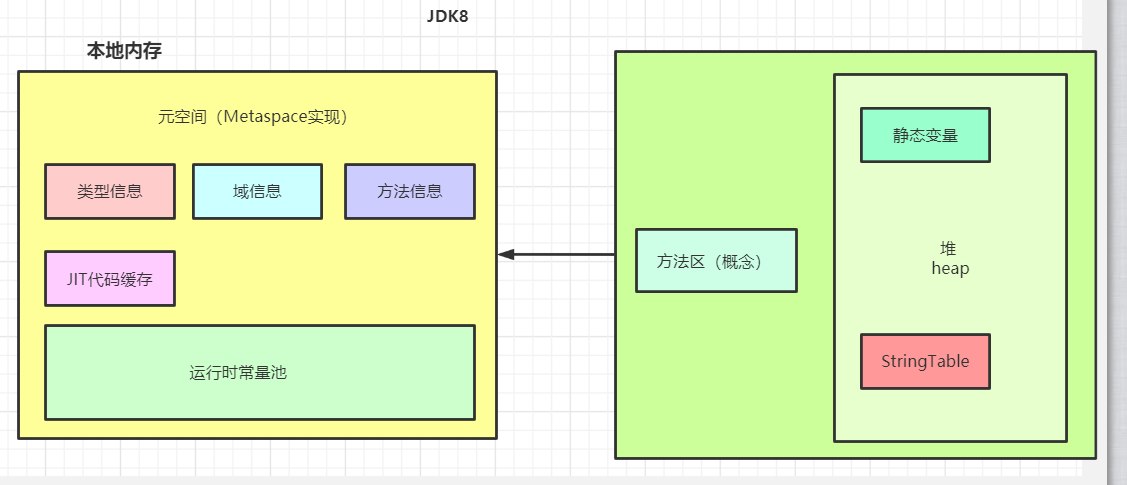 JDK8
本地内存
元空间（Metaspace实现）
类型信息
域信息
方法信息
JIT代码缓存
运行时常量池
方法区（概念）
静态变量
堆
heap
StringTable